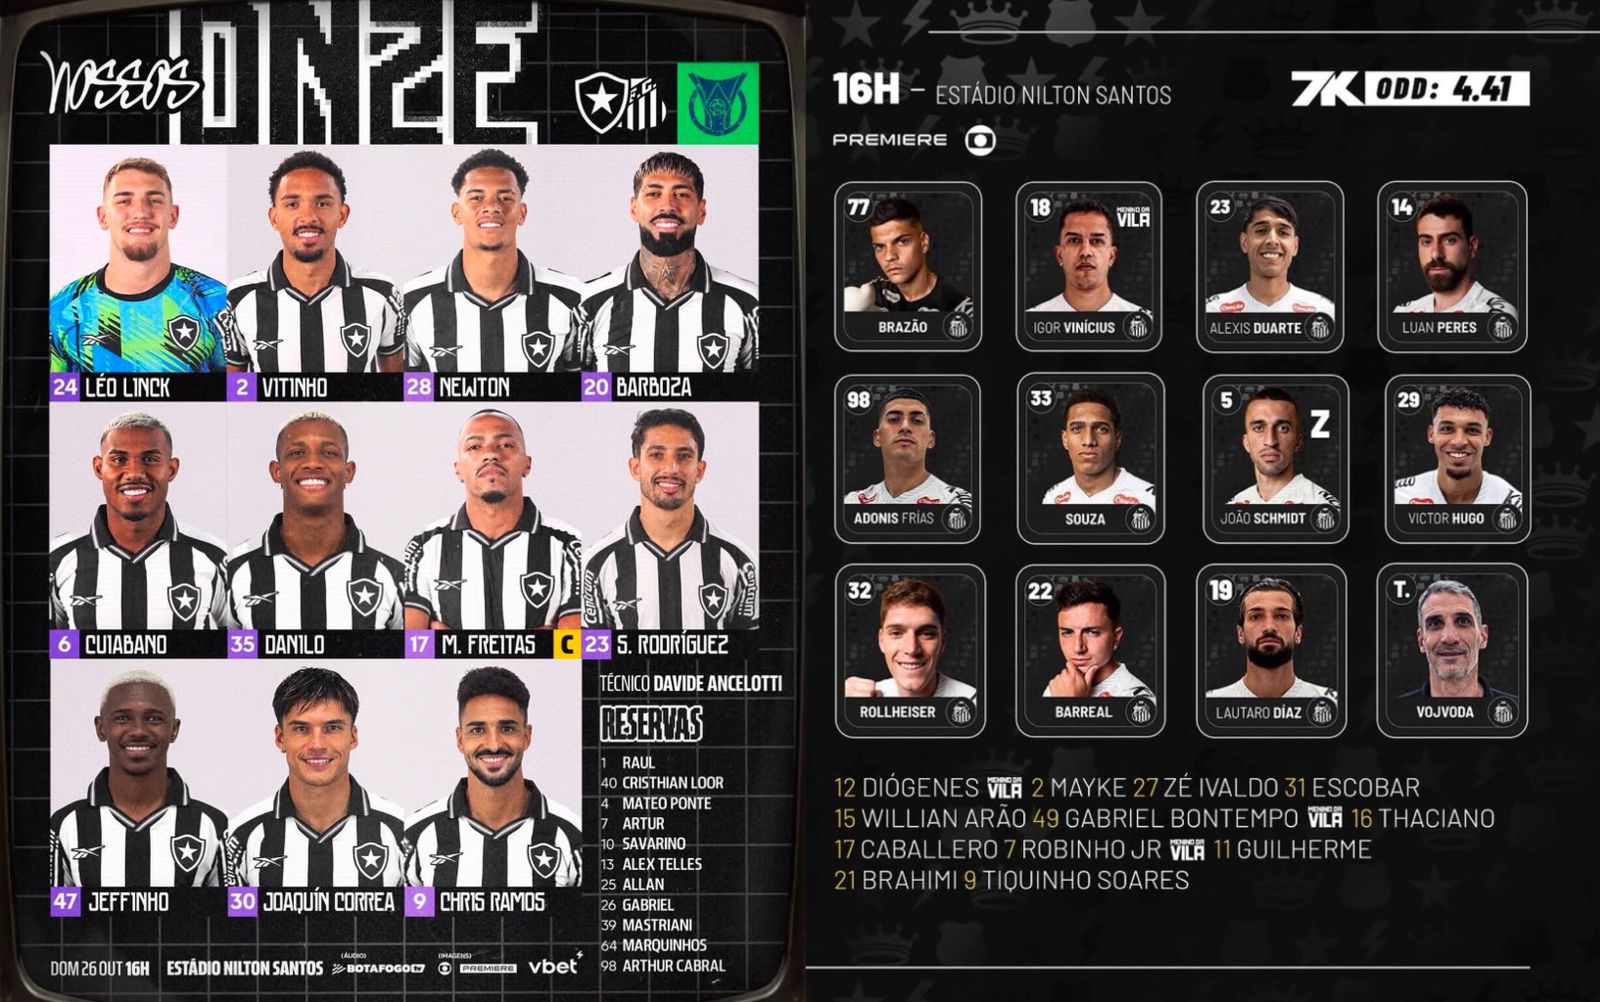 NOSSOS ONZE
24 LÉO L1NCK
2 VITINHO
28 NEWTON
20 BARBOZA
6 CUIABANO
35 DAN1LO
17 M. FREITAS C
23 S. RODRÍGUEZ
47 JEFF1NHO
30 JOAQUÍN CORREA
9 CHR1S RAMOS
TÉCNICO DAVIDE ANCELOTTI
RESERVAS
1 RAUL
40 CRISTHIAN LOOR
4 MATEO PONTE
7 ARTUR
10 SAVARINO
13 ALEX TELLES
25 ALLAN
26 GABRIEL
39 MASTRIANI
64 MARQUINHOS
98 ARTHUR CABRAL
DOM 26 OUT 16H ESTÁDIO NILTON SANTOS
(ÁUDIO)
BOTAFOGO TV
(IMAGENS)
PREMIERE
vbet
16H – ESTÁDIO NILTON SANTOS
7K ODD: 4.41
PREMIERE
77 BRAZÃO
18 MENINO DA VILA IGOR VINÍCIUS
23 ALEXIS DUARTE
14 LUAN PERES
98 ADONIS FRÍAS
33 SOUZA
5 Z JOÃO SCHMIDT
29 VICTOR HUGO
32 ROLLHEISER
22 BARREAL
19 LAUTARO DÍAZ
T. VOJVODA
12 DIÓGENES MENINO DA VILA 2 MAYKE 27 ZÉ IVALDO 31 ESCOBAR
15 WILLIAN ARÃO 49 GABRIEL BONTEMPO MENINO DA VILA 16 THACIANO
17 CABALLERO 7 ROBINHO JR MENINO DA VILA 11 GUILHERME
21 BRAHIMI 9 TIQUINHO SOARES